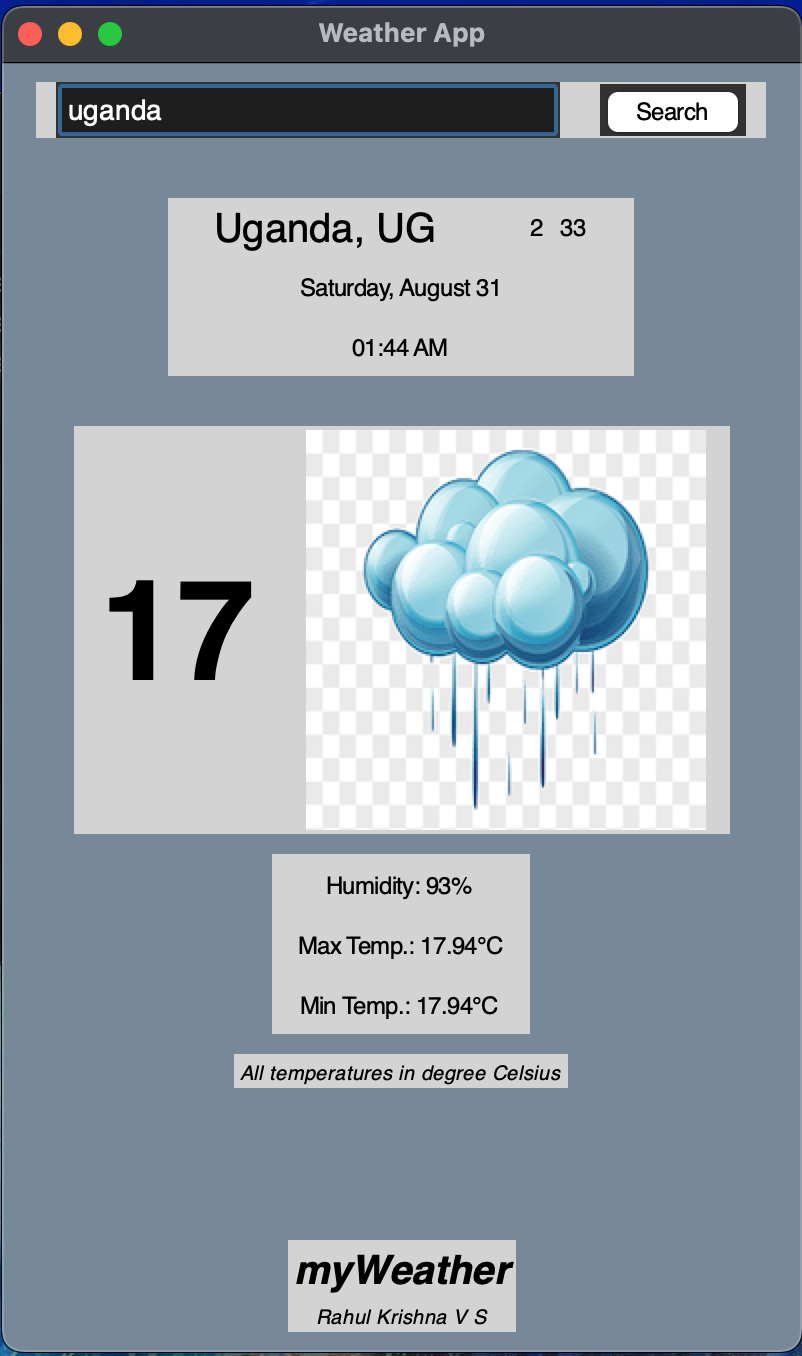 Weather App
uganda
Search
Uganda, UG 2 33
Saturday, August 31
01:44 AM
17
Humidity: 93%
Max Temp.: 17.94°C
Min Temp.: 17.94°C
All temperatures in degree Celsius
myWeather
Rahul Krishna V S